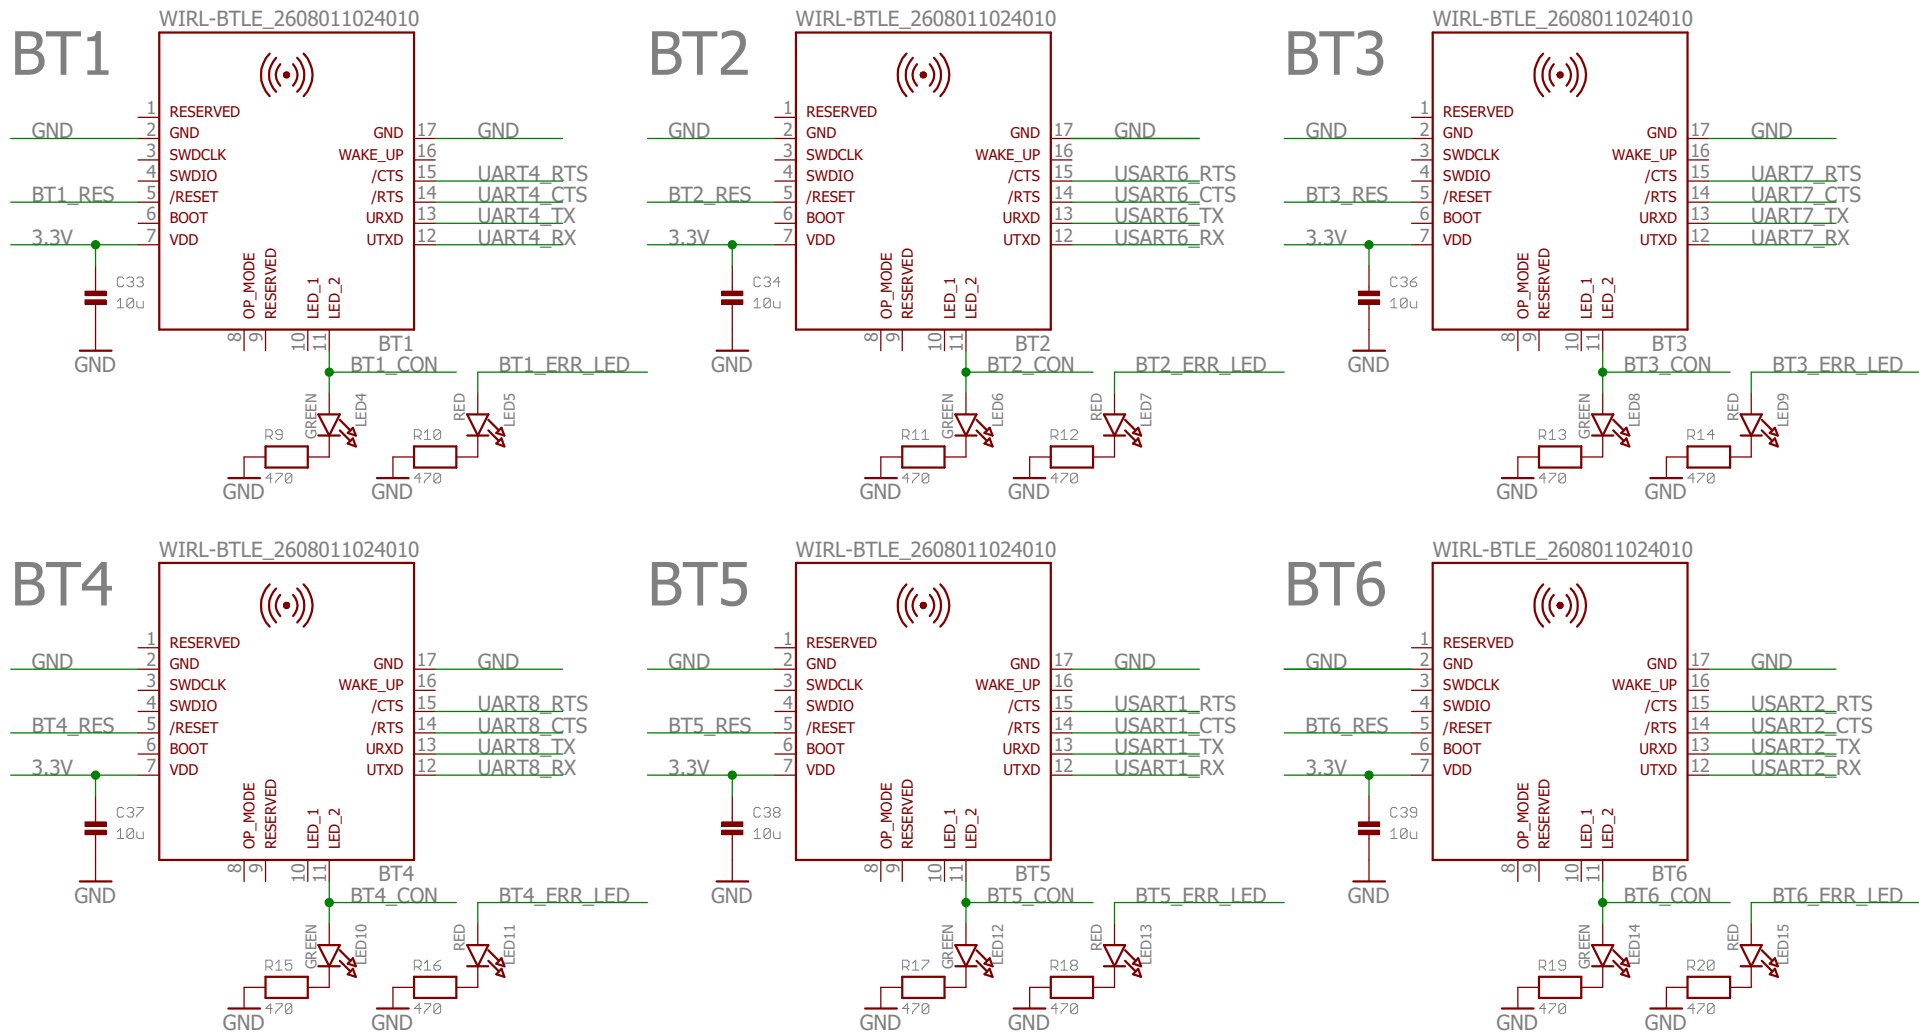 WIRL-BTLE_2608011024010
BT1
1 RESERVED
GND 2 GND GND 17 GND
3 SWDCLK WAKE_UP 16
4 SWDIO /CTS 15 UART4_RTS
BT1_RES 5 /RESET /RTS 14 UART4_CTS
6 BOOT URXD 13 UART4_TX
3.3V 7 VDD UTXD 12 UART4_RX
OP_MODE RESERVED LED_1 LED_2
8 9 10 11
C33
10u
GND
BT1
BT1_CON BT1_ERR_LED
GREEN LED4 RED LED5
R9 R10
470 470
GND GND
WIRL-BTLE_2608011024010
BT2
1 RESERVED
GND 2 GND GND 17 GND
3 SWDCLK WAKE_UP 16
4 SWDIO /CTS 15 USART6_RTS
BT2_RES 5 /RESET /RTS 14 USART6_CTS
6 BOOT URXD 13 USART6_TX
3.3V 7 VDD UTXD 12 USART6_RX
OP_MODE RESERVED LED_1 LED_2
8 9 10 11
C34
10u
GND
BT2
BT2_CON BT2_ERR_LED
GREEN LED6 RED LED7
R11 R12
470 470
GND GND
WIRL-BTLE_2608011024010
BT3
1 RESERVED
GND 2 GND GND 17 GND
3 SWDCLK WAKE_UP 16
4 SWDIO /CTS 15 UART7_RTS
BT3_RES 5 /RESET /RTS 14 UART7_CTS
6 BOOT URXD 13 UART7_TX
3.3V 7 VDD UTXD 12 UART7_RX
OP_MODE RESERVED LED_1 LED_2
8 9 10 11
C36
10u
GND
BT3
BT3_CON BT3_ERR_LED
GREEN LED8 RED LED9
R13 R14
470 470
GND GND
WIRL-BTLE_2608011024010
BT4
1 RESERVED
GND 2 GND GND 17 GND
3 SWDCLK WAKE_UP 16
4 SWDIO /CTS 15 UART8_RTS
BT4_RES 5 /RESET /RTS 14 UART8_CTS
6 BOOT URXD 13 UART8_TX
3.3V 7 VDD UTXD 12 UART8_RX
OP_MODE RESERVED LED_1 LED_2
8 9 10 11
C37
10u
GND
BT4
BT4_CON BT4_ERR_LED
GREEN LED10 RED LED11
R15 R16
470 470
GND GND
WIRL-BTLE_2608011024010
BT5
1 RESERVED
GND 2 GND GND 17 GND
3 SWDCLK WAKE_UP 16
4 SWDIO /CTS 15 USART1_RTS
BT5_RES 5 /RESET /RTS 14 USART1_CTS
6 BOOT URXD 13 USART1_TX
3.3V 7 VDD UTXD 12 USART1_RX
OP_MODE RESERVED LED_1 LED_2
8 9 10 11
C38
10u
GND
BT5
BT5_CON BT5_ERR_LED
GREEN LED12 RED LED13
R17 R18
470 470
GND GND
WIRL-BTLE_2608011024010
BT6
1 RESERVED
GND 2 GND GND 17 GND
3 SWDCLK WAKE_UP 16
4 SWDIO /CTS 15 USART2_RTS
BT6_RES 5 /RESET /RTS 14 USART2_CTS
6 BOOT URXD 13 USART2_TX
3.3V 7 VDD UTXD 12 USART2_RX
OP_MODE RESERVED LED_1 LED_2
8 9 10 11
C39
10u
GND
BT6
BT6_CON BT6_ERR_LED
GREEN LED14 RED LED15
R19 R20
470 470
GND GND